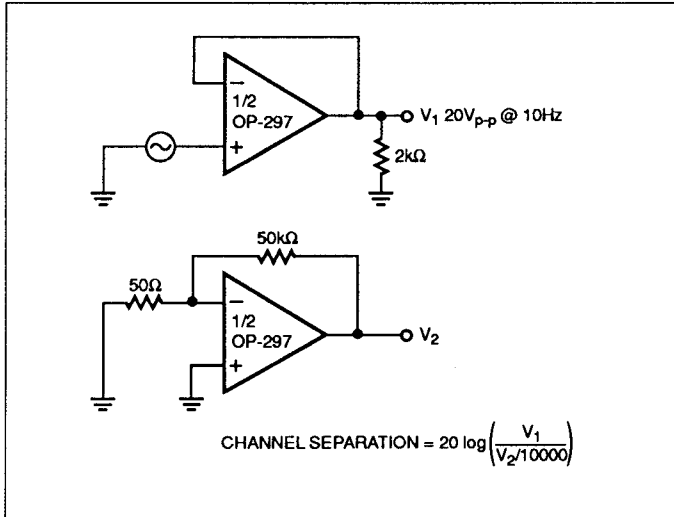 −
1/2
OP-297
+
V1 20Vp-p @ 10Hz
2kΩ
50kΩ
50Ω
−
1/2
OP-297
+
V2
CHANNEL SEPARATION = 20 log(V1 / (V2/10000))